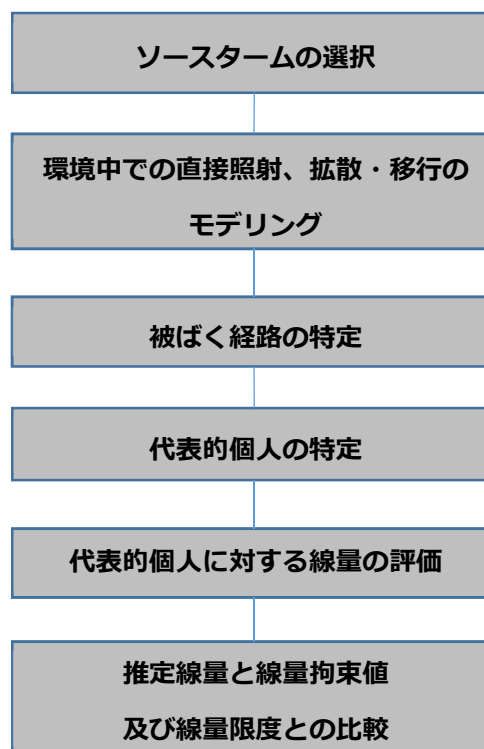 ソースタームの選択
環境中での直接照射、拡散・移行の
モデリング
被ばく経路の特定
代表的個人の特定
代表的個人に対する線量の評価
推定線量と線量拘束値
及び線量限度との比較